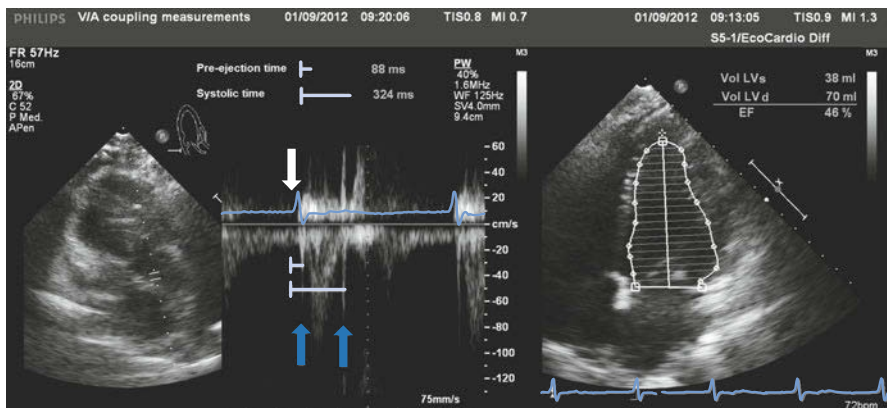 PHILIPS V/A coupling measurements 01/09/2012 09:20:06 TIS0.8 MI 0.7
01/09/2012 09:13:05 TIS0.9 MI 1.3
S5-1/EcoCardio Diff
FR 57Hz
16cm
2D
67%
C 52
P Med.
APen
Pre-ejection time 88 ms
Systolic time 324 ms
PW
40%
1.6MHz
WF 125Hz
SV4.0mm
9.4cm
M3
60
40
20
cm/s
-20
-40
-60
-80
-100
-120
75mm/s
M3
Vol LVs 38 ml
Vol LVd 70 ml
EF 46 %
72bpm